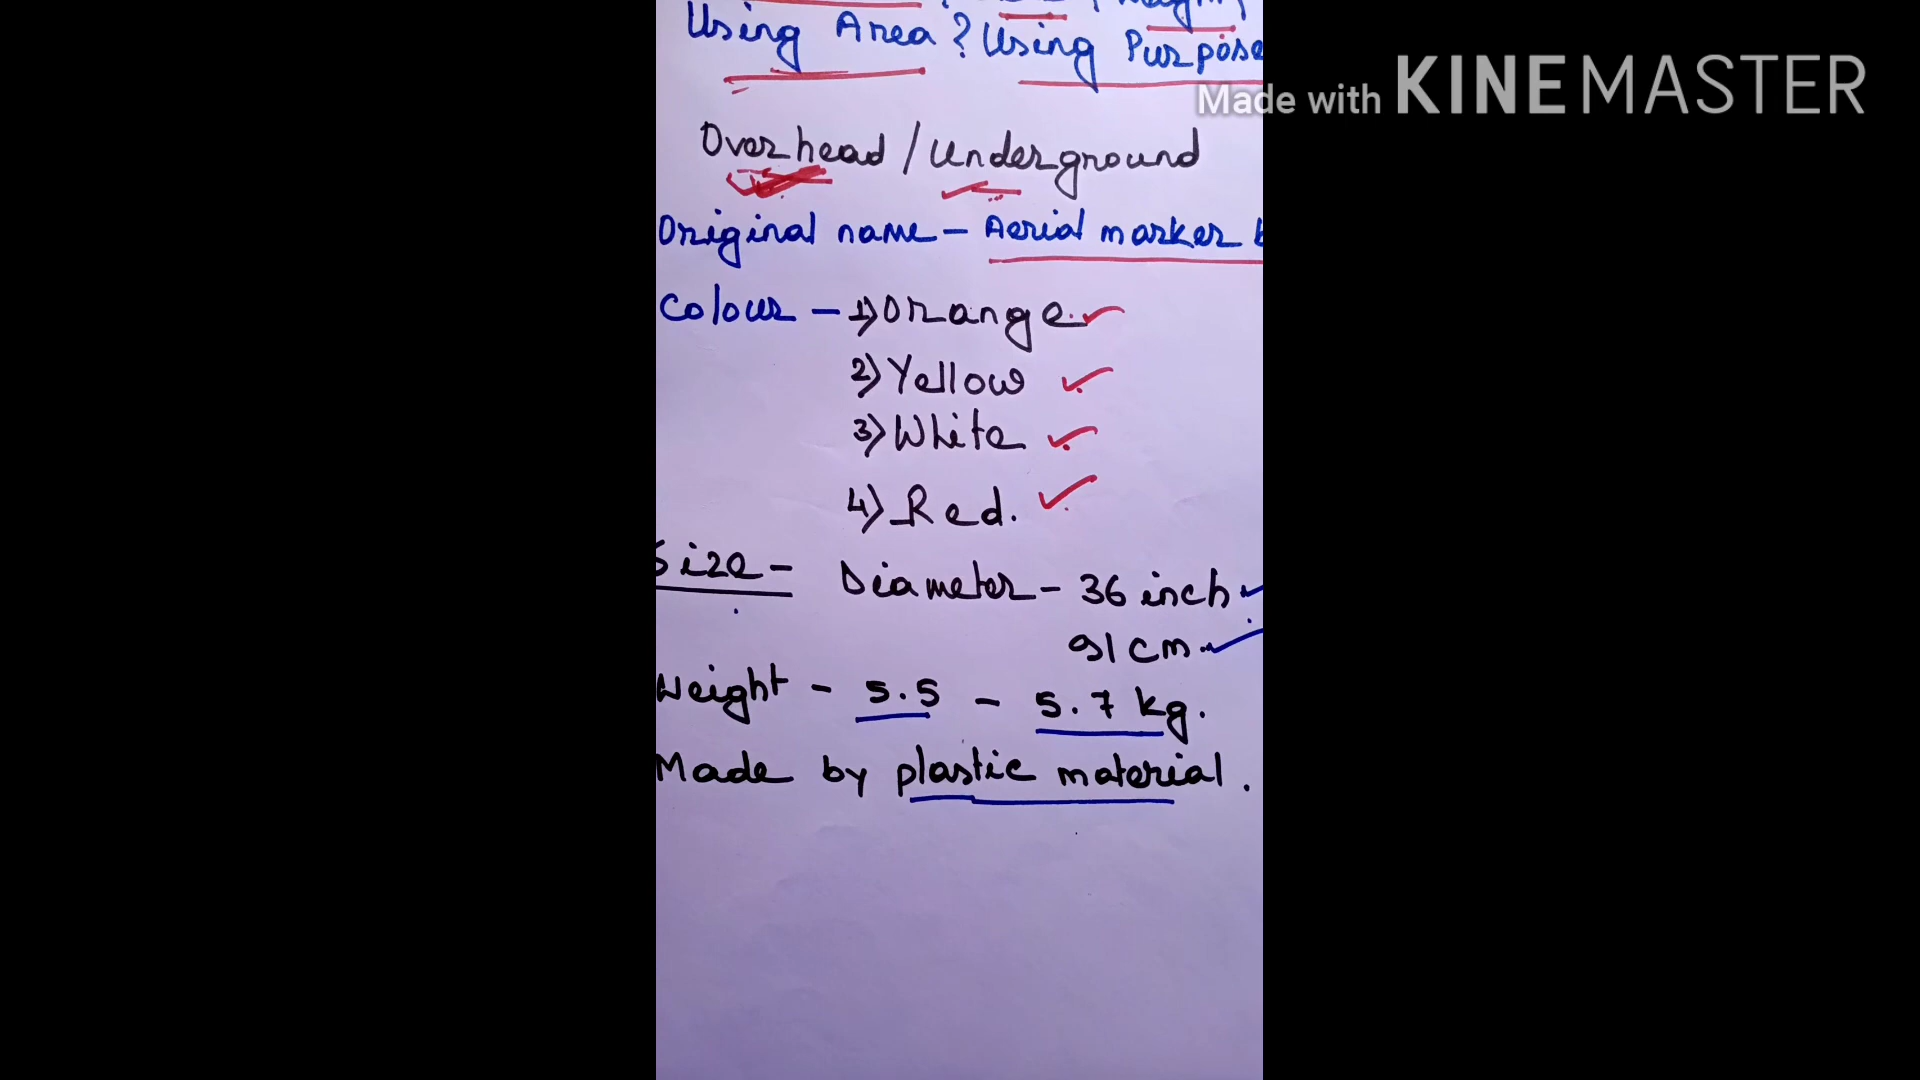 Using Area? Using Purpose
Made with KINEMASTER
Overhead / Underground
Original name - Aerial marker
Colour - 1) Orange
2) Yellow
3) White
4) Red.
Size - Diameter - 36 inch
91 cm
Weight - 5.5 - 5.7 kg.
Made by plastic material.